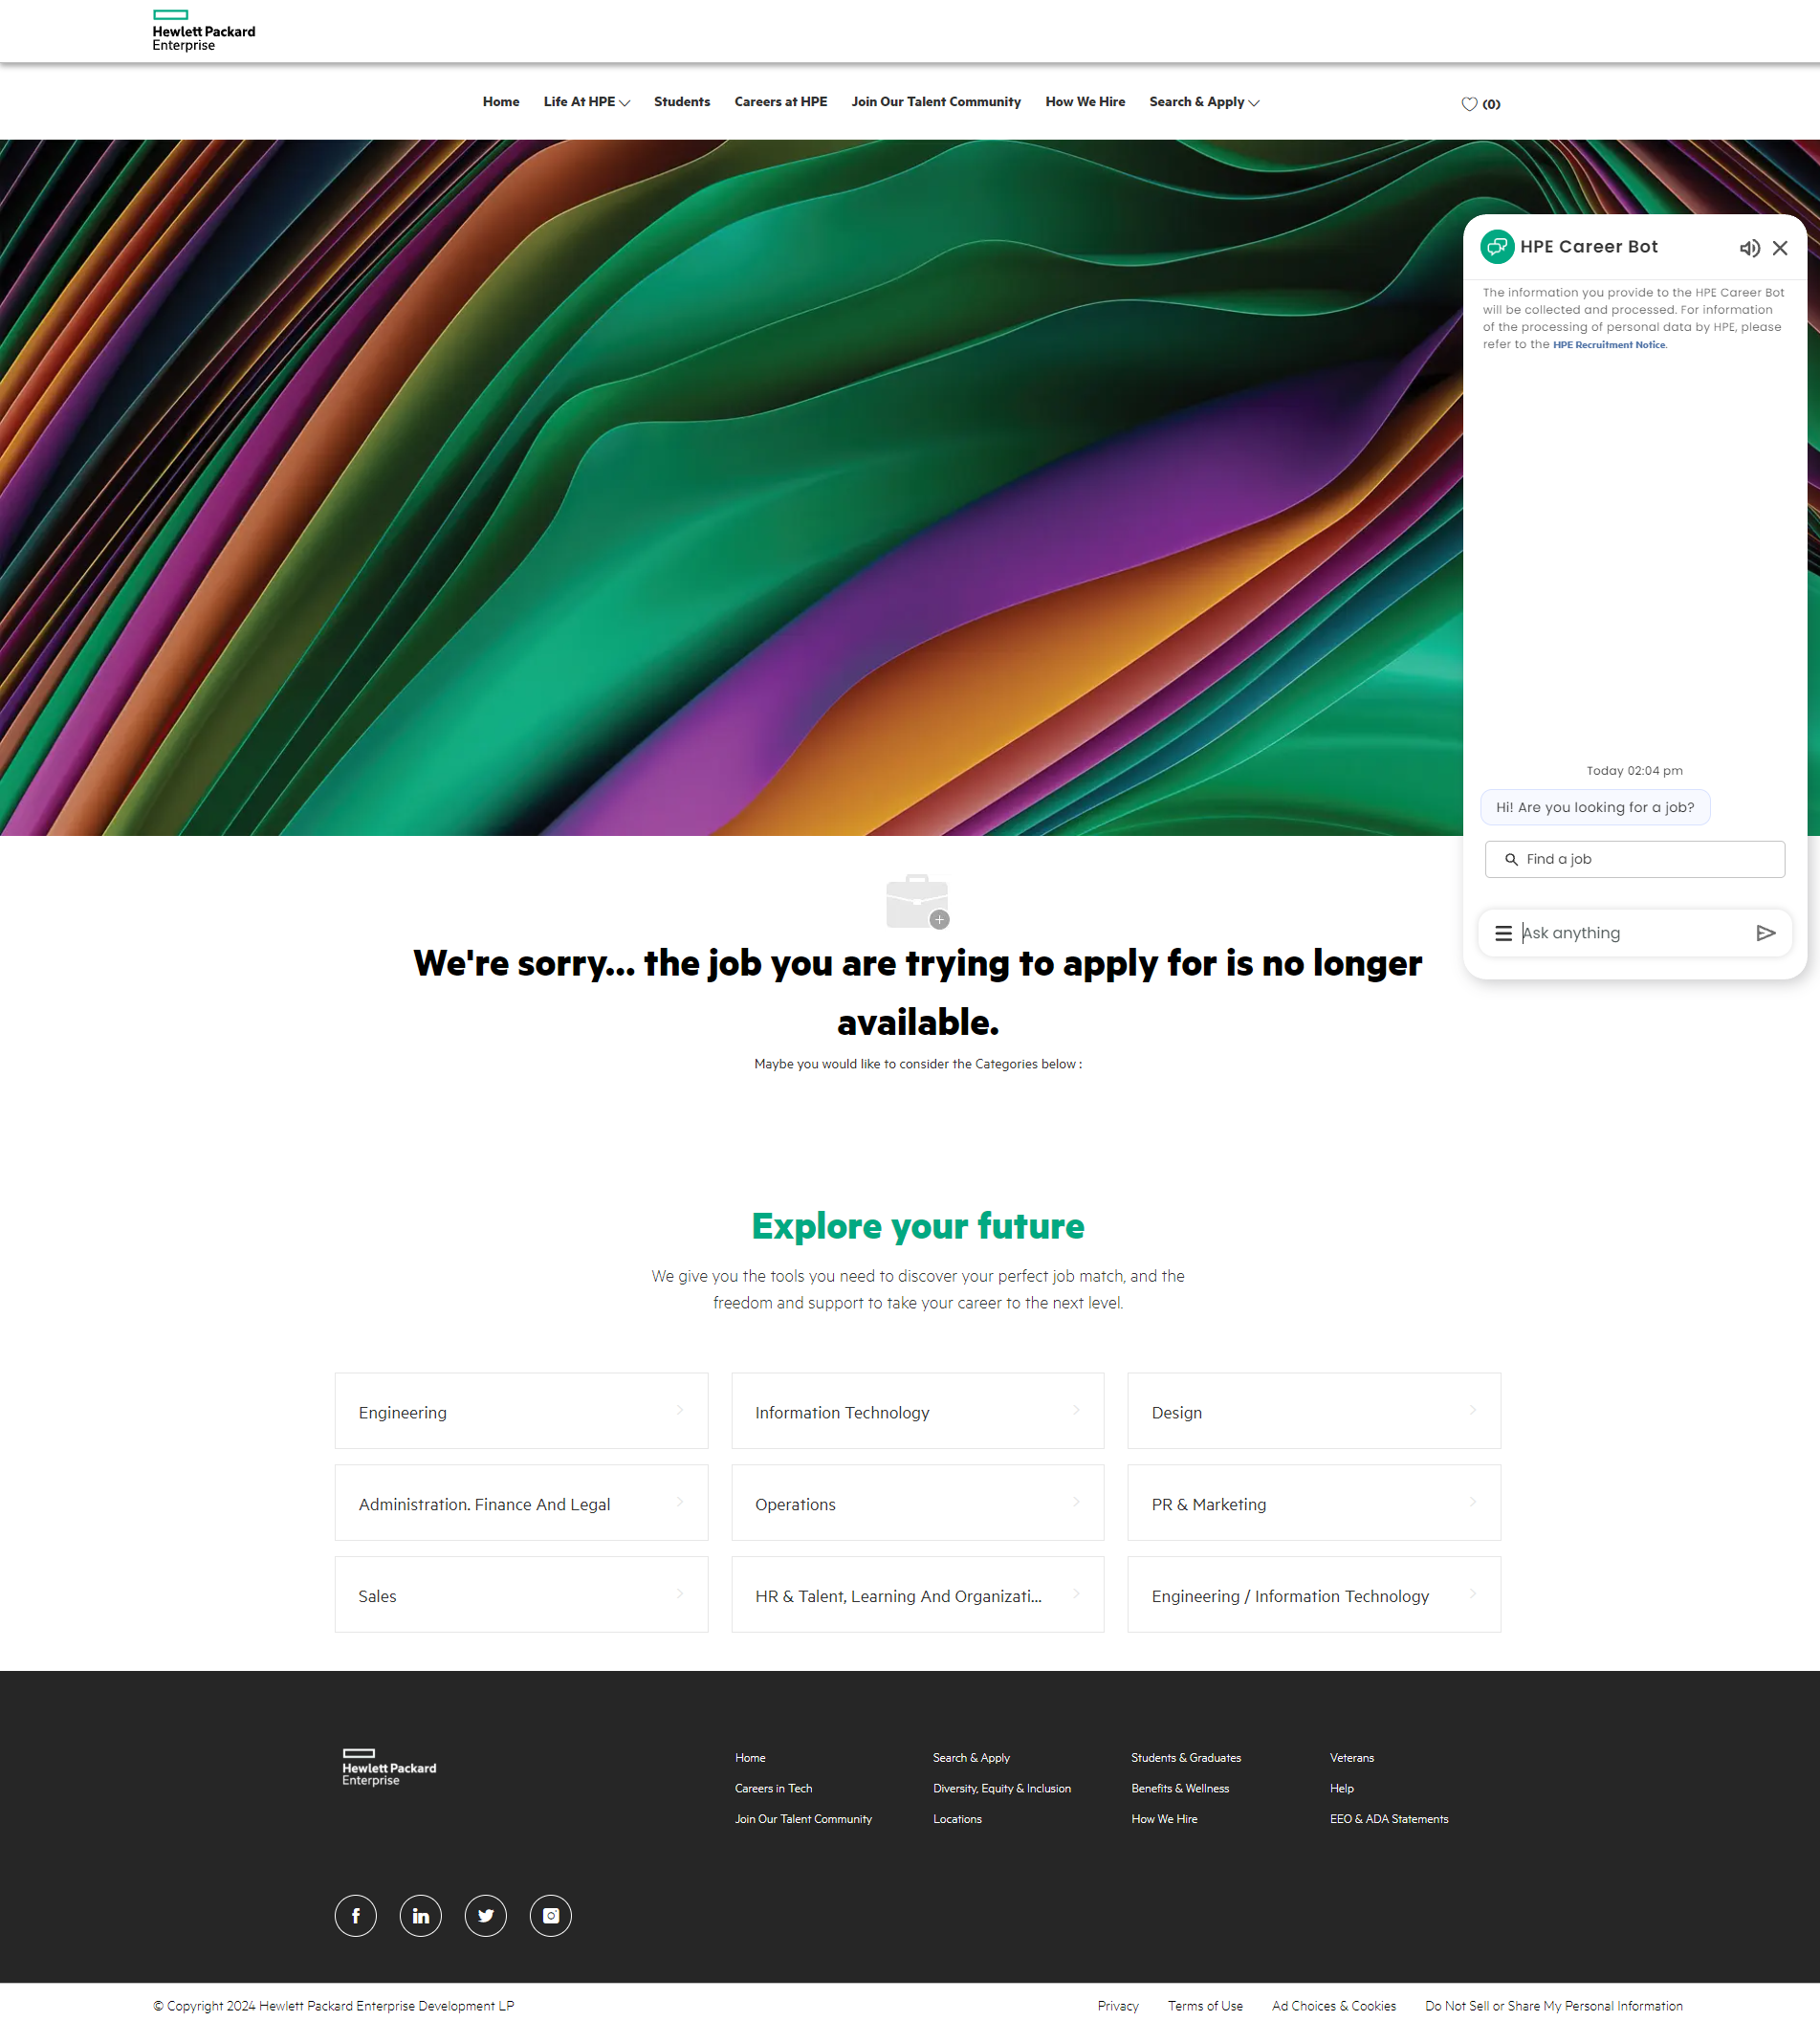 Hewlett Packard
Enterprise
Home Life At HPE Students Careers at HPE Join Our Talent Community How We Hire Search & Apply (0)
HPE Career Bot
The information you provide to the HPE Career Bot
will be collected and processed. For information
of the processing of personal data by HPE, please
refer to the HPE Recruitment Notice.
Today 02:04 pm
Hi! Are you looking for a job?
Find a job
Ask anything
We're sorry... the job you are trying to apply for is no longer
available.
Maybe you would like to consider the Categories below :
Explore your future
We give you the tools you need to discover your perfect job match, and the
freedom and support to take your career to the next level.
Engineering
Information Technology
Design
Administration. Finance And Legal
Operations
PR & Marketing
Sales
HR & Talent, Learning And Organizati...
Engineering / Information Technology
Hewlett Packard
Enterprise
Home
Careers in Tech
Join Our Talent Community
Search & Apply
Diversity, Equity & Inclusion
Locations
Students & Graduates
Benefits & Wellness
How We Hire
Veterans
Help
EEO & ADA Statements
© Copyright 2024 Hewlett Packard Enterprise Development LP
Privacy Terms of Use Ad Choices & Cookies Do Not Sell or Share My Personal Information